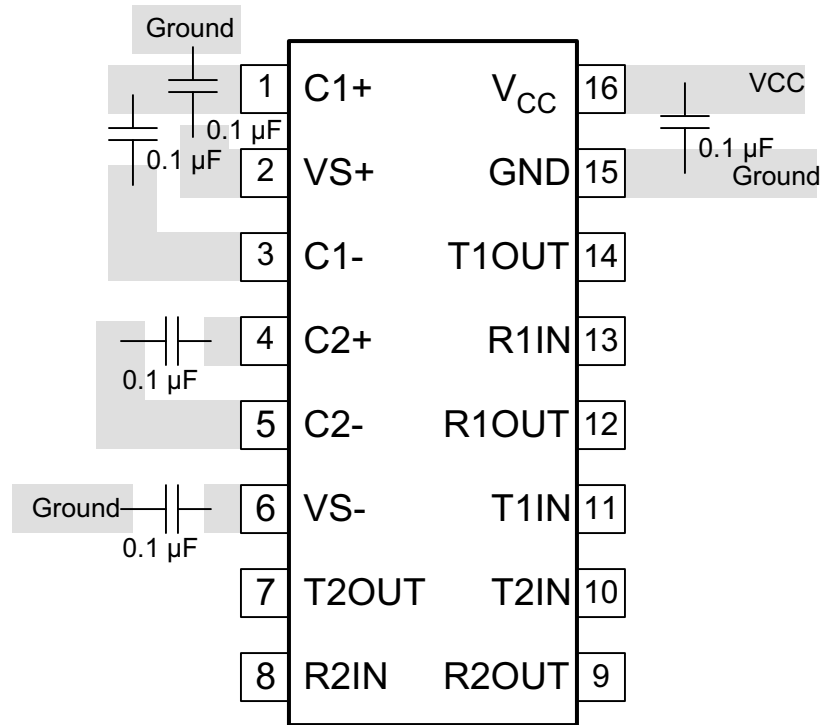 Ground
1 C1+ VCC 16 VCC
0.1 µF
0.1 µF
0.1 µF
2 VS+ GND 15 Ground
3 C1- T1OUT 14
4 C2+ R1IN 13
0.1 µF
5 C2- R1OUT 12
Ground 6 VS- T1IN 11
0.1 µF
7 T2OUT T2IN 10
8 R2IN R2OUT 9